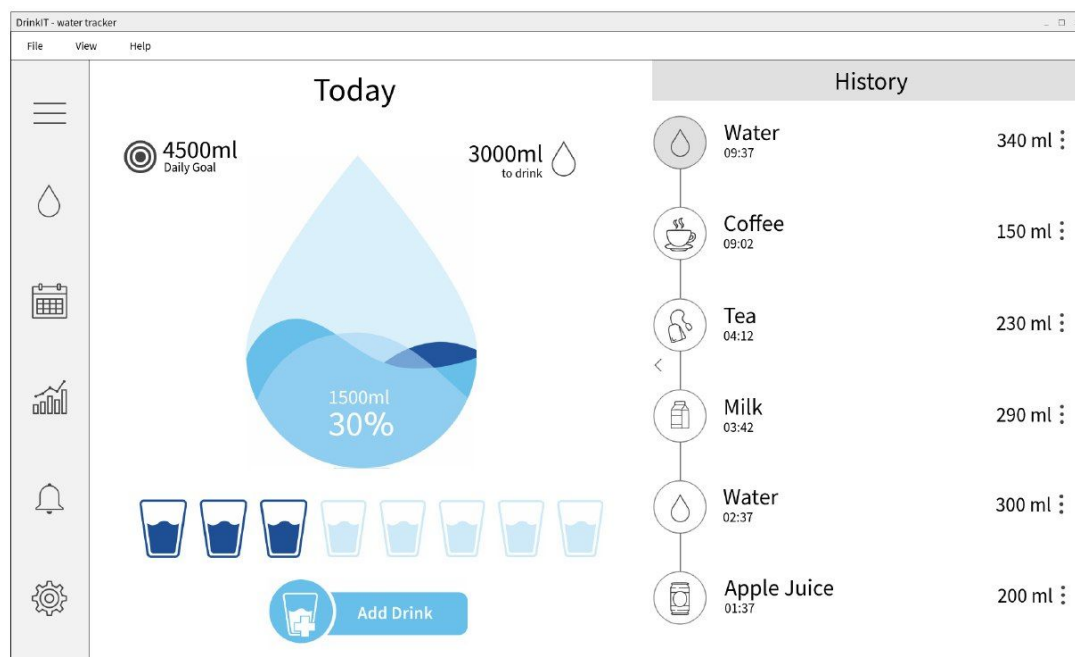 DrinkIT - water tracker
File View Help
Today
4500ml
Daily Goal
3000ml
to drink
1500ml
30%
Add Drink
History
Water 340 ml
09:37
Coffee 150 ml
09:02
Tea 230 ml
04:12
Milk 290 ml
03:42
Water 300 ml
02:37
Apple Juice 200 ml
01:37